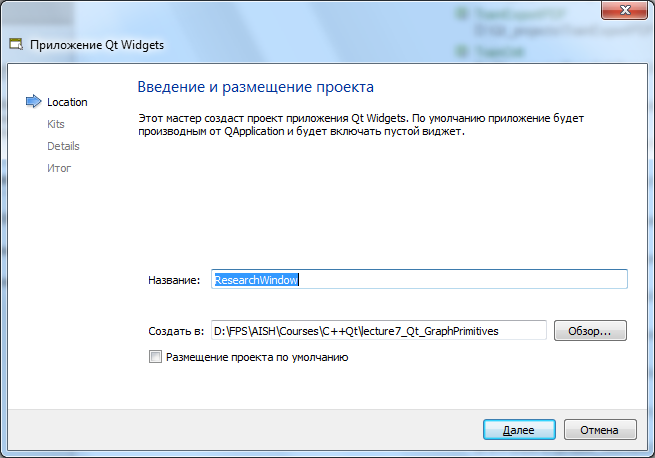 Приложение Qt Widgets
Введение и размещение проекта
Location
Kits
Details
Итог
Этот мастер создаст проект приложения Qt Widgets. По умолчанию приложение будет
производным от QApplication и будет включать пустой виджет.
Название: ResearchWindow
Создать в: D:\FPS\AISH\Courses\C++Qt\lecture7_Qt_GraphPrimitives Обзор...
Размещение проекта по умолчанию
Далее Отмена